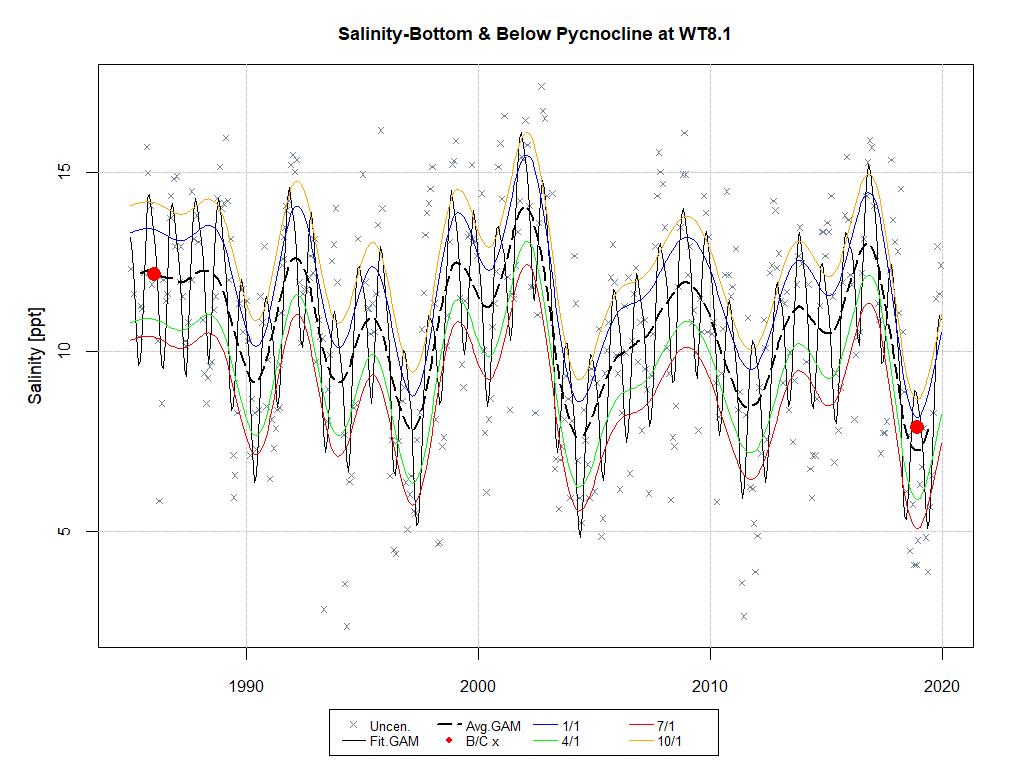 Salinity-Bottom & Below Pycnocline at WT8.1
Salinity [ppt]
15
10
5
1990 2000 2010 2020
Uncen. Avg.GAM 1/1 7/1
Fit.GAM B/C x 4/1 10/1